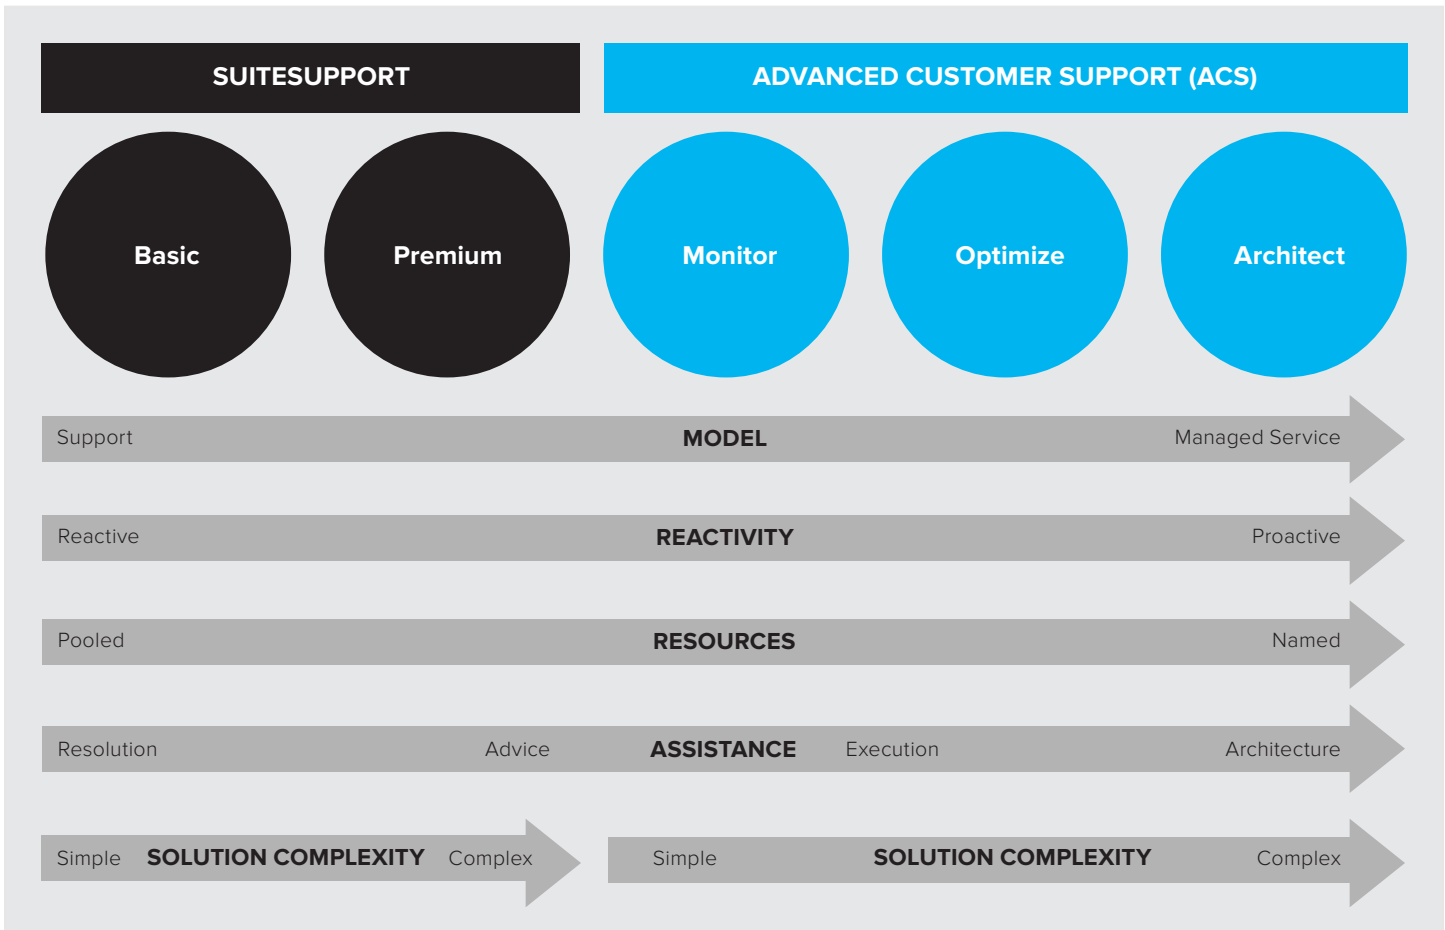 SUITESUPPORT
ADVANCED CUSTOMER SUPPORT (ACS)
Basic
Premium
Monitor
Optimize
Architect
Support MODEL Managed Service
Reactive REACTIVITY Proactive
Pooled RESOURCES Named
Resolution Advice ASSISTANCE Execution Architecture
Simple SOLUTION COMPLEXITY Complex
Simple SOLUTION COMPLEXITY Complex